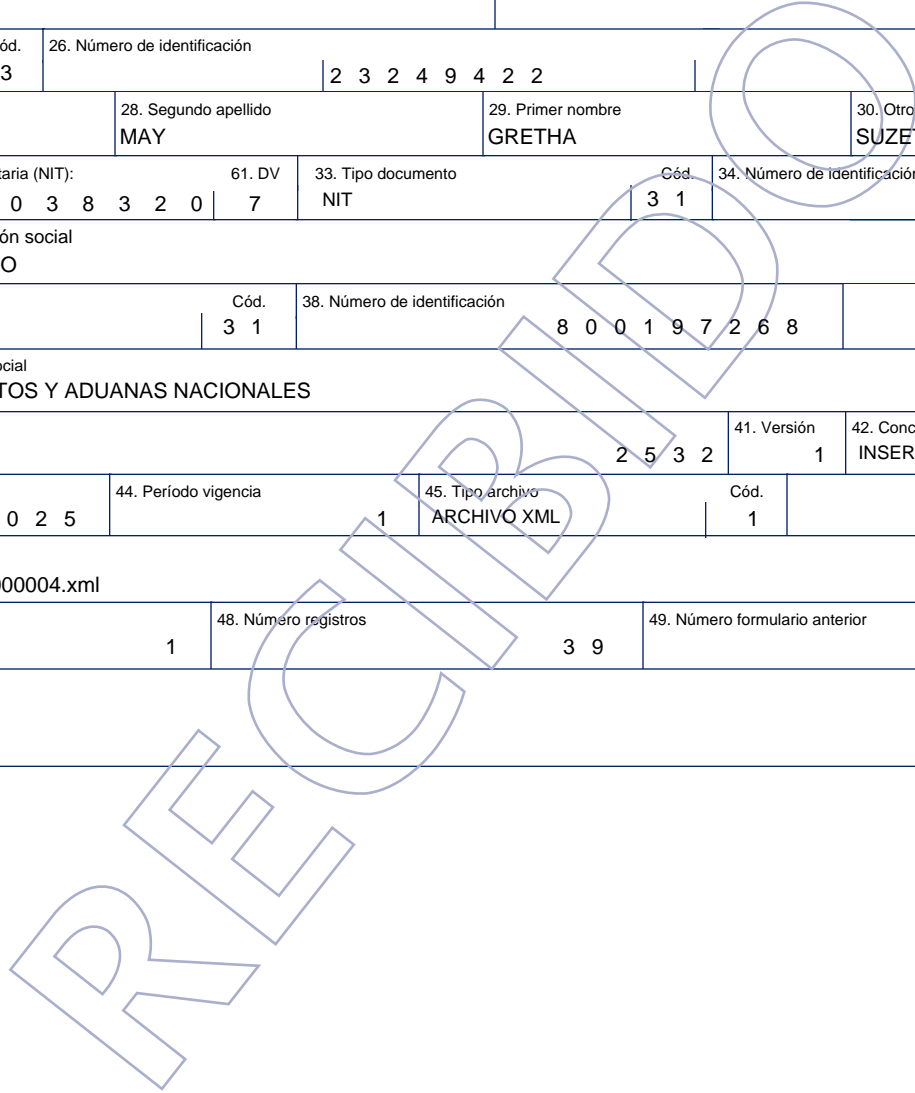 ód. 26. Número de identificación
3 2 3 2 4 9 4 2 2
28. Segundo apellido 29. Primer nombre 30. Otro
MAY GRETHA SUZET
taria (NIT): 61. DV 33. Tipo documento Cód. 34. Número de identificación
0 3 8 3 2 0 7 NIT 3 1
ón social
O
Cód. 38. Número de identificación
3 1 8 0 0 1 9 7 2 6 8
ocial
TOS Y ADUANAS NACIONALES
41. Versión 42. Conc
2 5 3 2 1 INSER
44. Período vigencia 45. Tipo archivo Cód.
0 2 5 1 ARCHIVO XML 1
000004.xml
48. Número registros 49. Número formulario anterior
1 3 9
RECIBIDO